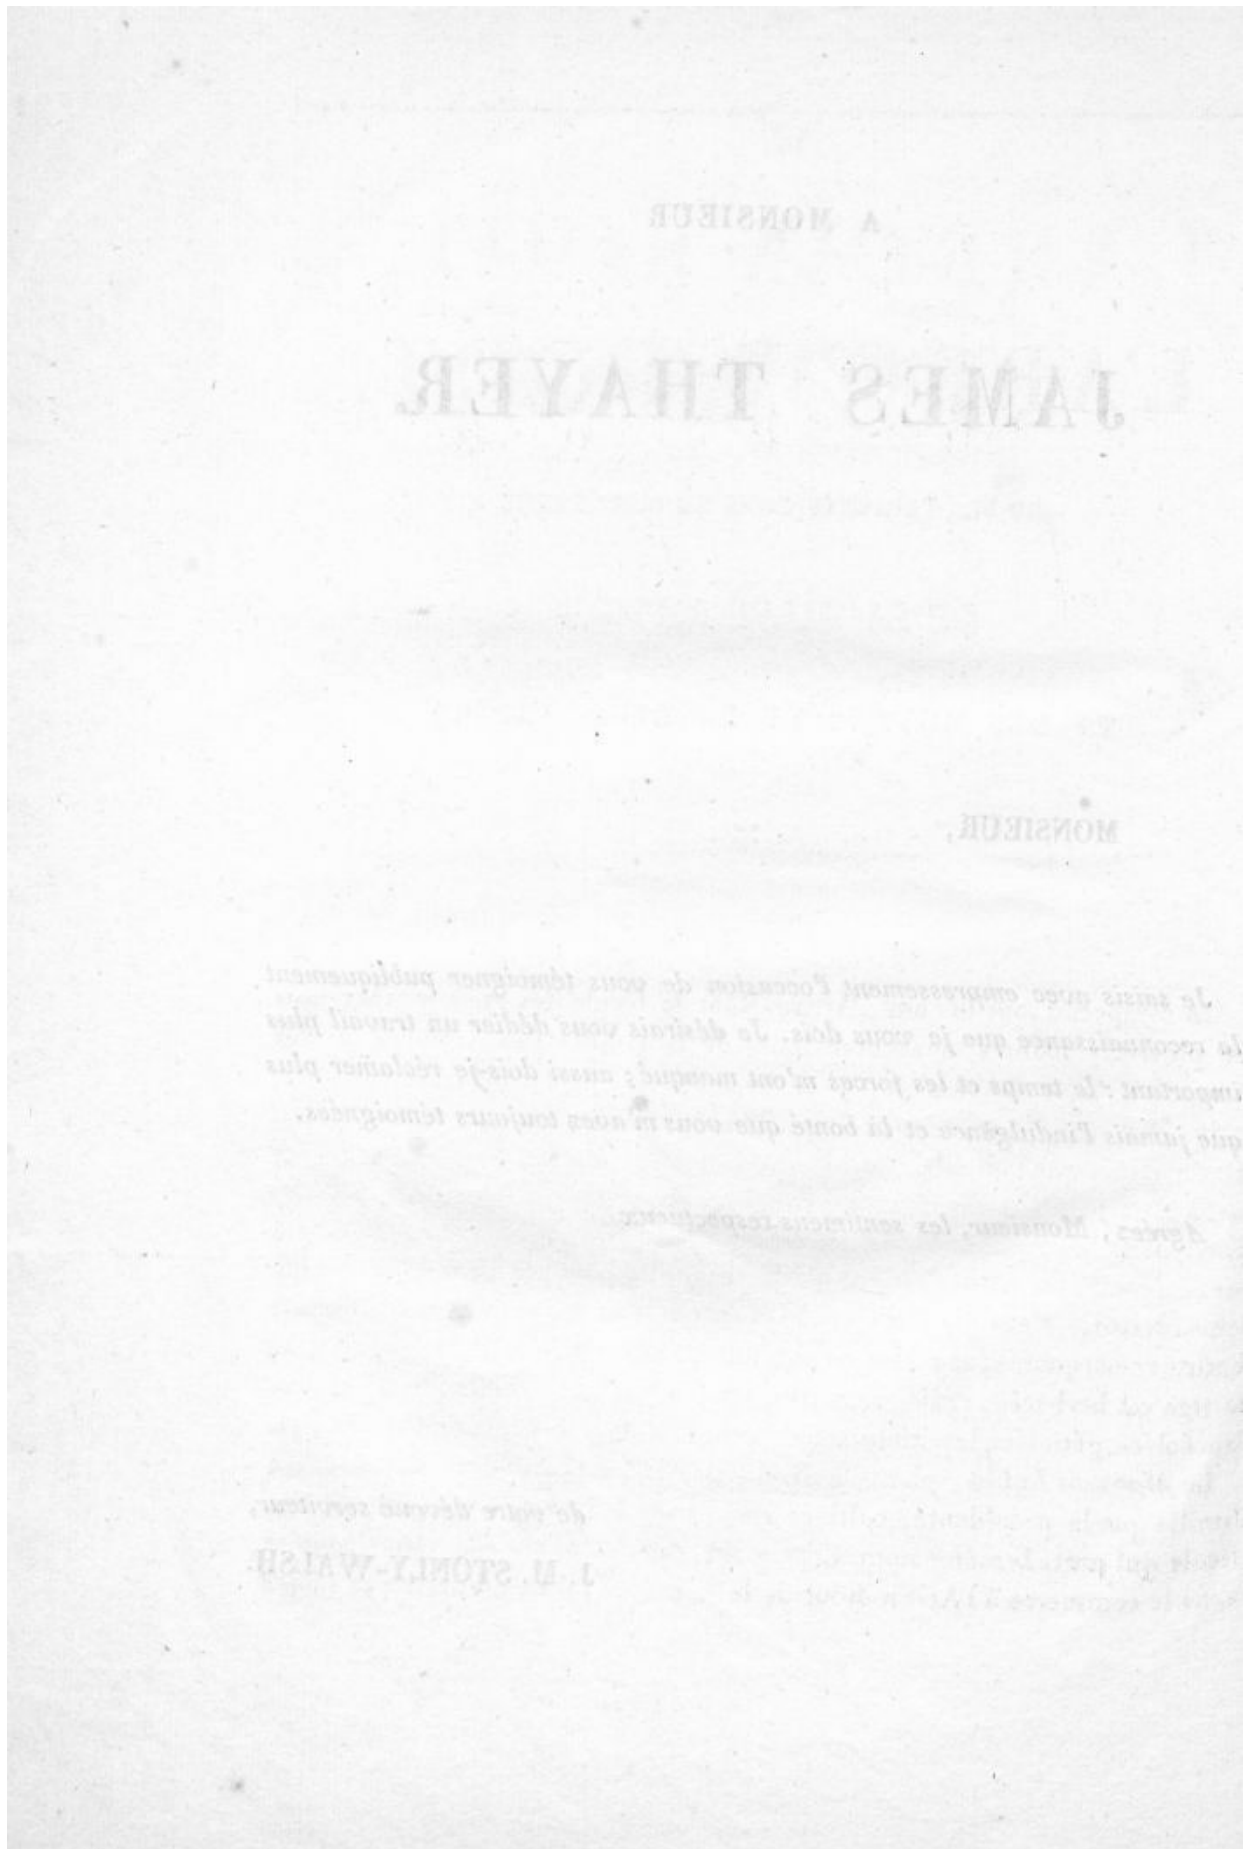 A MONSIEUR
JAMES THAYER.
MONSIEUR,
Je saisis avec empressement l'occasion de vous témoigner publiquement
la reconnaissance que je vous dois. Je désirais vous dédier un travail plus
important : le temps et les forces m'ont manqué ; aussi dois-je réclamer plus
que jamais l'indulgence et la bonté que vous m'avez toujours témoignées.
Agréez, Monsieur, les sentimens respectueux
de votre dévoué serviteur,
J. M. STONLY-WALSH.